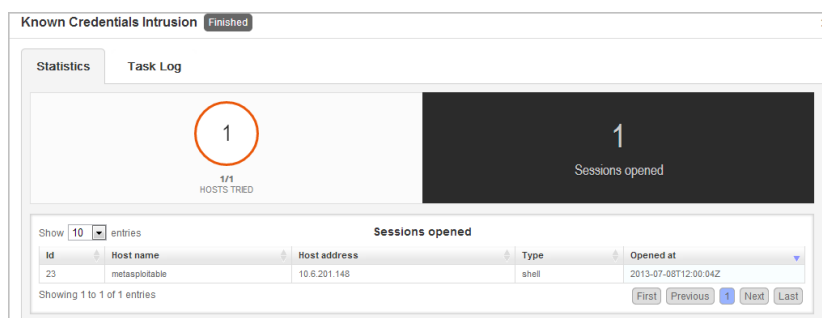 Known Credentials Intrusion Finished
Statistics Task Log
1
1/1
HOSTS TRIED
1
Sessions opened
Show 10 entries Sessions opened
Id Host name Host address Type Opened at
23 metasploitable 10.6.201.148 shell 2013-07-08T12:00:04Z
Showing 1 to 1 of 1 entries First Previous 1 Next Last